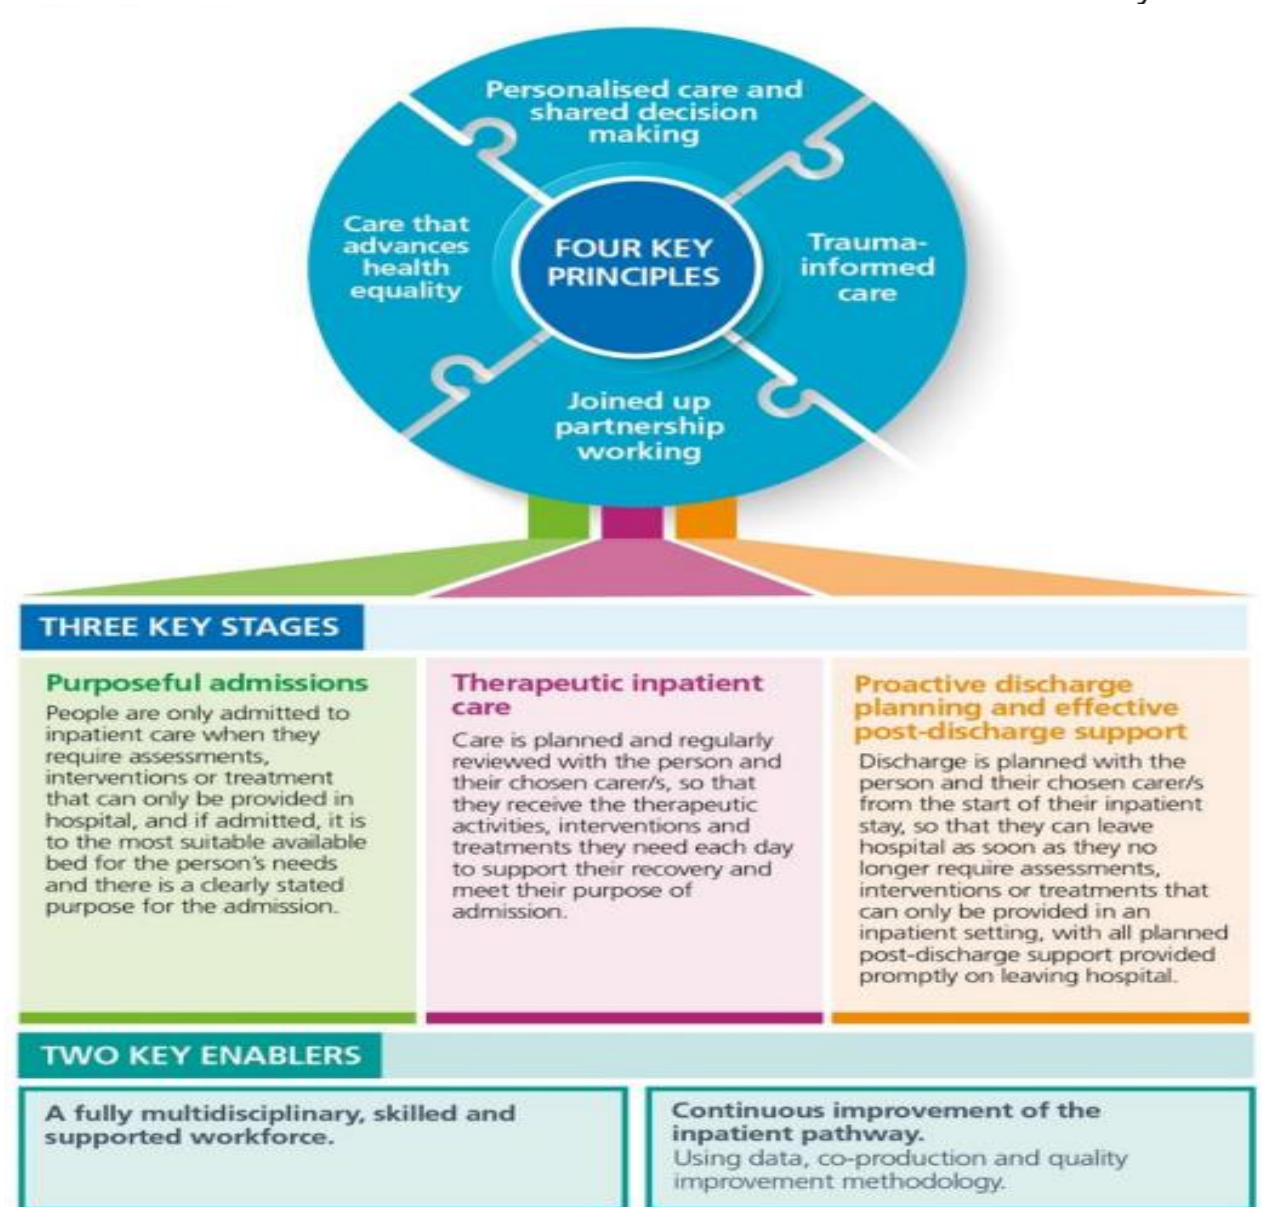 Personalised care and
shared decision
making
Care that
advances
health
equality
FOUR KEY
PRINCIPLES
Trauma-
informed
care
Joined up
partnership
working
THREE KEY STAGES
Purposeful admissions
People are only admitted to
inpatient care when they
require assessments,
interventions or treatment
that can only be provided in
hospital, and if admitted, it is
to the most suitable available
bed for the person's needs
and there is a clearly stated
purpose for the admission.
Therapeutic inpatient
care
Care is planned and regularly
reviewed with the person and
their chosen carer/s, so that
they receive the therapeutic
activities, interventions and
treatments they need each day
to support their recovery and
meet their purpose of
admission.
Proactive discharge
planning and effective
post-discharge support
Discharge is planned with the
person and their chosen carer/s
from the start of their inpatient
stay, so that they can leave
hospital as soon as they no
longer require assessments,
interventions or treatments that
can only be provided in an
inpatient setting, with all planned
post-discharge support provided
promptly on leaving hospital.
TWO KEY ENABLERS
A fully multidisciplinary, skilled and
supported workforce.
Continuous improvement of the
inpatient pathway.
Using data, co-production and quality
improvement methodology.